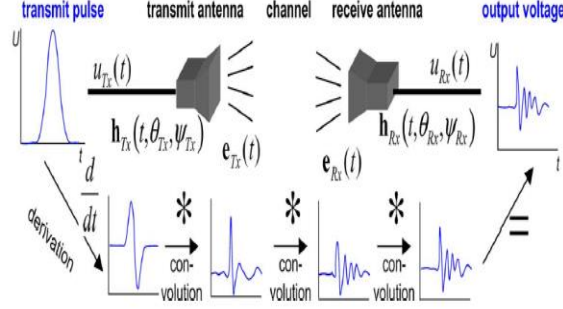 transmit pulse transmit antenna channel receive antenna output voltage
U
u_Tx(t)
u_Rx(t)
U
h_Tx(t,θ_Tx,ψ_Tx)
h_Rx(t,θ_Rx,ψ_Rx)
e_Tx(t)
e_Rx(t)
t
t
d
dt
derivation
* * * =
con-
volution
con-
volution
con-
volution